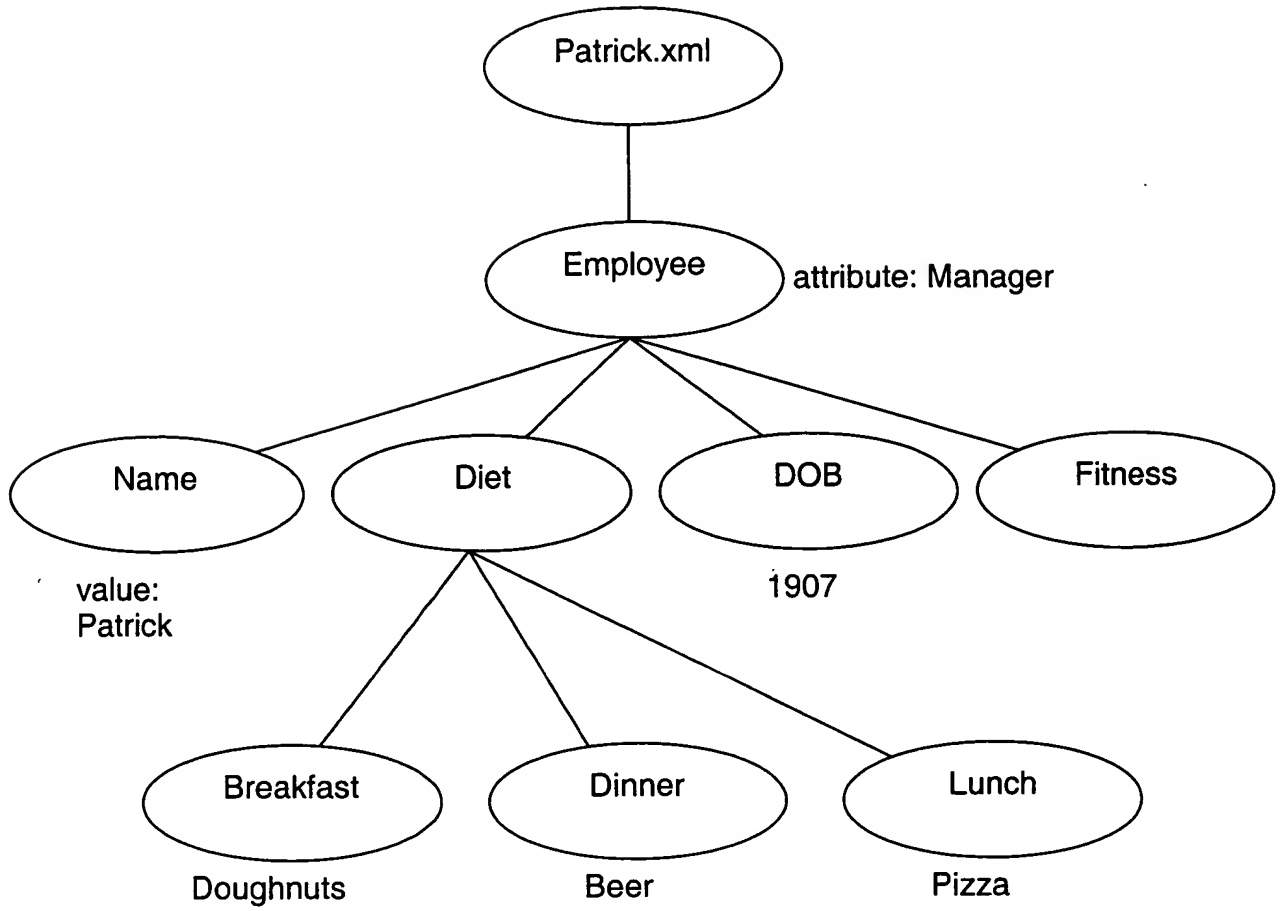 Patrick.xml
Employee
attribute: Manager
Name
Diet
DOB
Fitness
value:
Patrick
1907
Breakfast
Dinner
Lunch
Doughnuts
Beer
Pizza